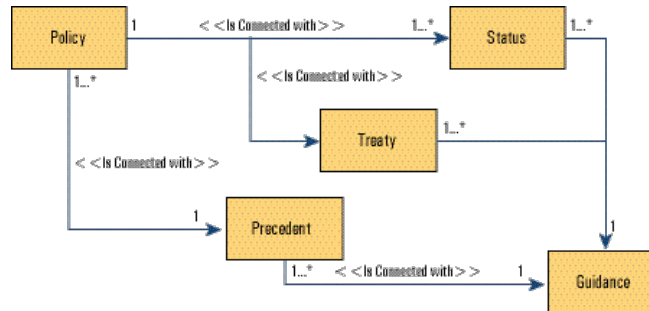 1
< <Is Connected with> >
1...*
Policy
Status
1...*
1...*
< <Is Connected with> >
1...*
Treaty
< <Is Connected with> >
1
Precedent
1
1...*
< <Is Connected with> >
1
Guidance